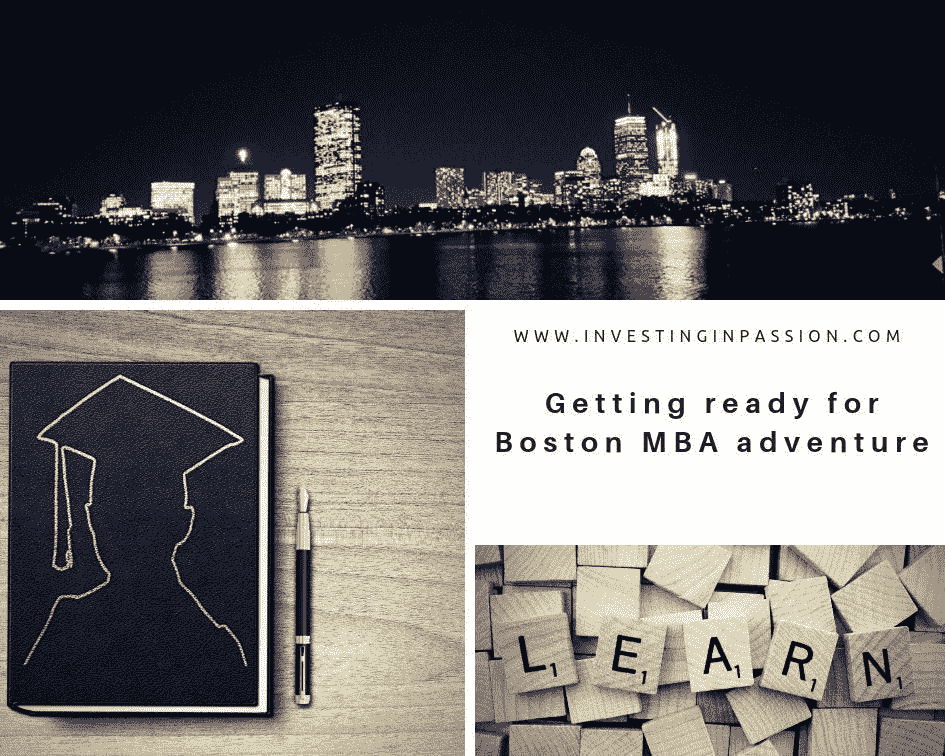 WWW.INVESTINGINPASSION.COM
Getting ready for
Boston MBA adventure
L1 E1 A1 R1 N1